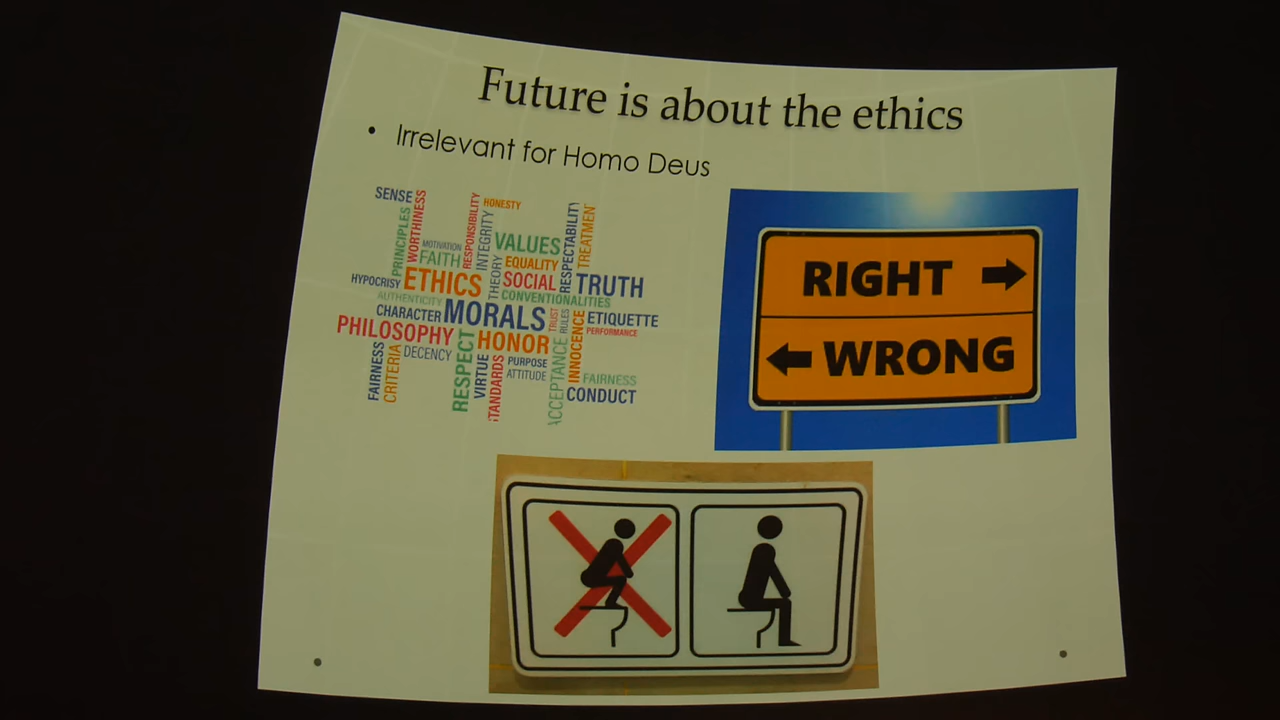 Future is about the ethics
• Irrelevant for Homo Deus
SENSE
PRINCIPLES
WORTHINESS
MOTIVATION
FAITH
RESPONSIBILITY
INTEGRITY
HONESTY
VALUES
EQUALITY
RESPECTABILITY
TREATMEN
HYPOCRISY
ETHICS
THEORY
SOCIAL
TRUTH
AUTHENTICITY
CONVENTIONALITIES
CHARACTER
MORALS
TRUST
RULES
ETIQUETTE
PERFORMANCE
PHILOSOPHY
HONOR
INNOCENCE
FAIRNESS
CRITERIA
DECENCY
RESPECT
VIRTUE
STANDARDS
PURPOSE
ATTITUDE
ACCEPTANCE
FAIRNESS
CONDUCT
RIGHT →
← WRONG